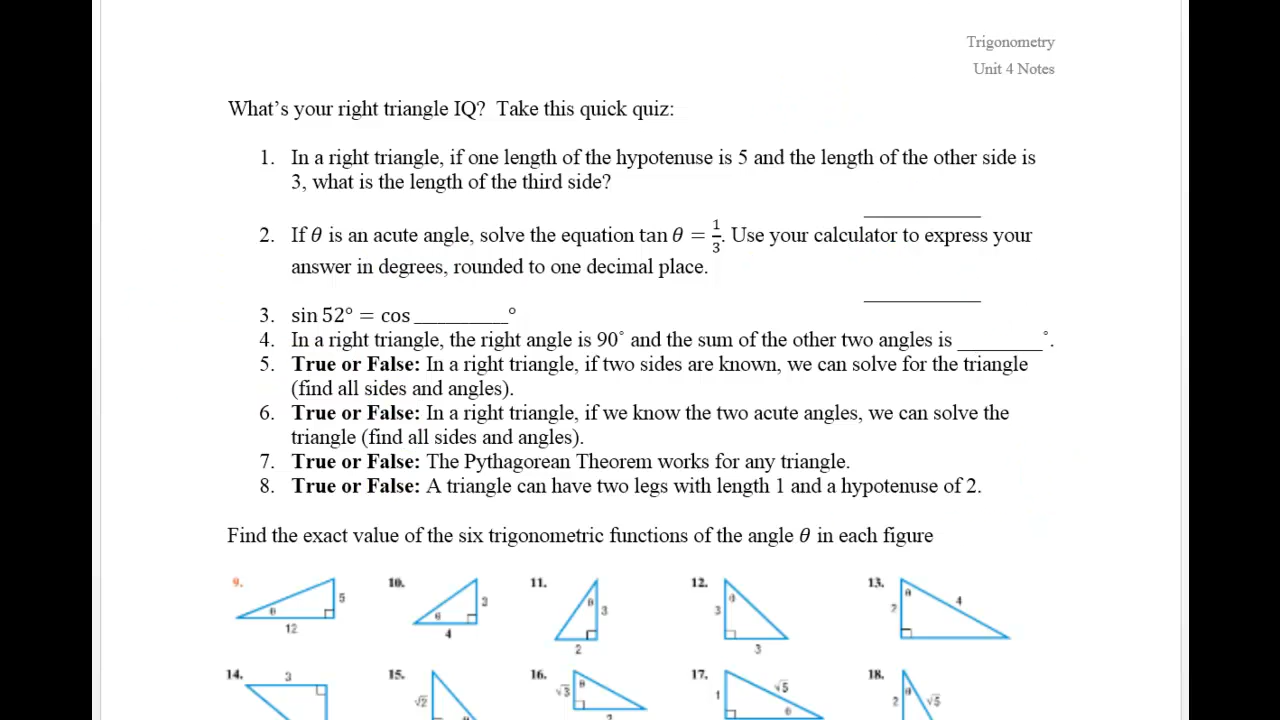 Trigonometry
Unit 4 Notes
What's your right triangle IQ? Take this quick quiz:
1. In a right triangle, if one length of the hypotenuse is 5 and the length of the other side is
3, what is the length of the third side?
2. If θ is an acute angle, solve the equation tan θ = 1/3. Use your calculator to express your
answer in degrees, rounded to one decimal place.
3. sin 52° = cos _________°
4. In a right triangle, the right angle is 90° and the sum of the other two angles is ________°.
5. True or False: In a right triangle, if two sides are known, we can solve for the triangle
(find all sides and angles).
6. True or False: In a right triangle, if we know the two acute angles, we can solve the
triangle (find all sides and angles).
7. True or False: The Pythagorean Theorem works for any triangle.
8. True or False: A triangle can have two legs with length 1 and a hypotenuse of 2.
Find the exact value of the six trigonometric functions of the angle θ in each figure
9. θ 5 12
10. θ 3 4
11. θ 3 2
12. θ 3 3
13. θ 2 4
14. 3
15. √2
16. √3 θ
17. 1 √5 θ
18. 2 θ √5